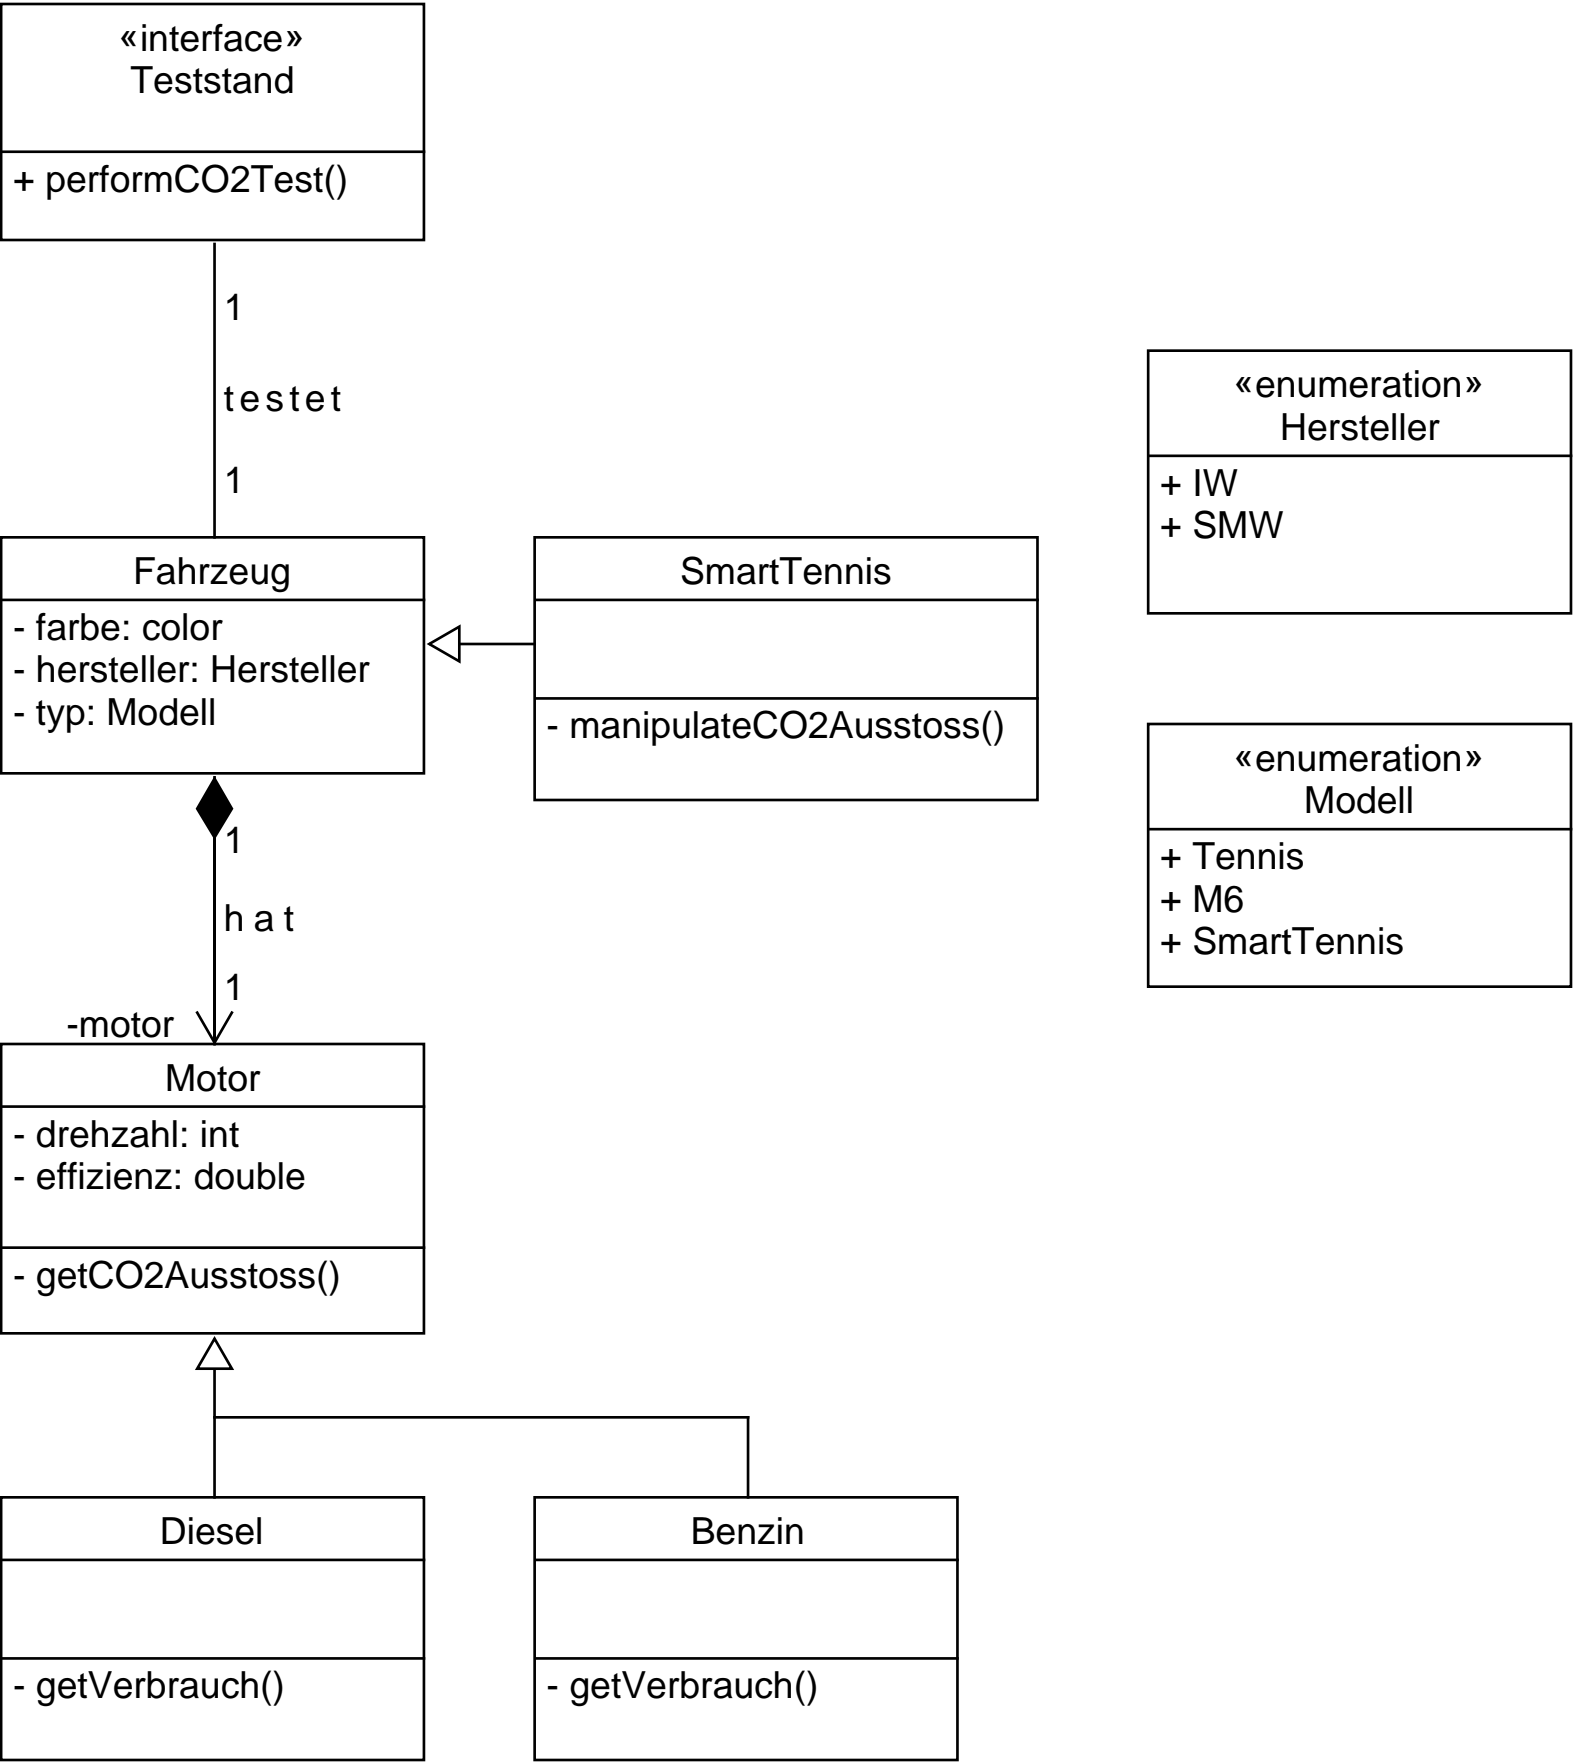 «interface»
Teststand
+ performCO2Test()
1
testet
1
Fahrzeug
- farbe: color
- hersteller: Hersteller
- typ: Modell
SmartTennis
- manipulateCO2Ausstoss()
«enumeration»
Hersteller
+ IW
+ SMW
«enumeration»
Modell
+ Tennis
+ M6
+ SmartTennis
1
hat
1
-motor
Motor
- drehzahl: int
- effizienz: double
- getCO2Ausstoss()
Diesel
- getVerbrauch()
Benzin
- getVerbrauch()